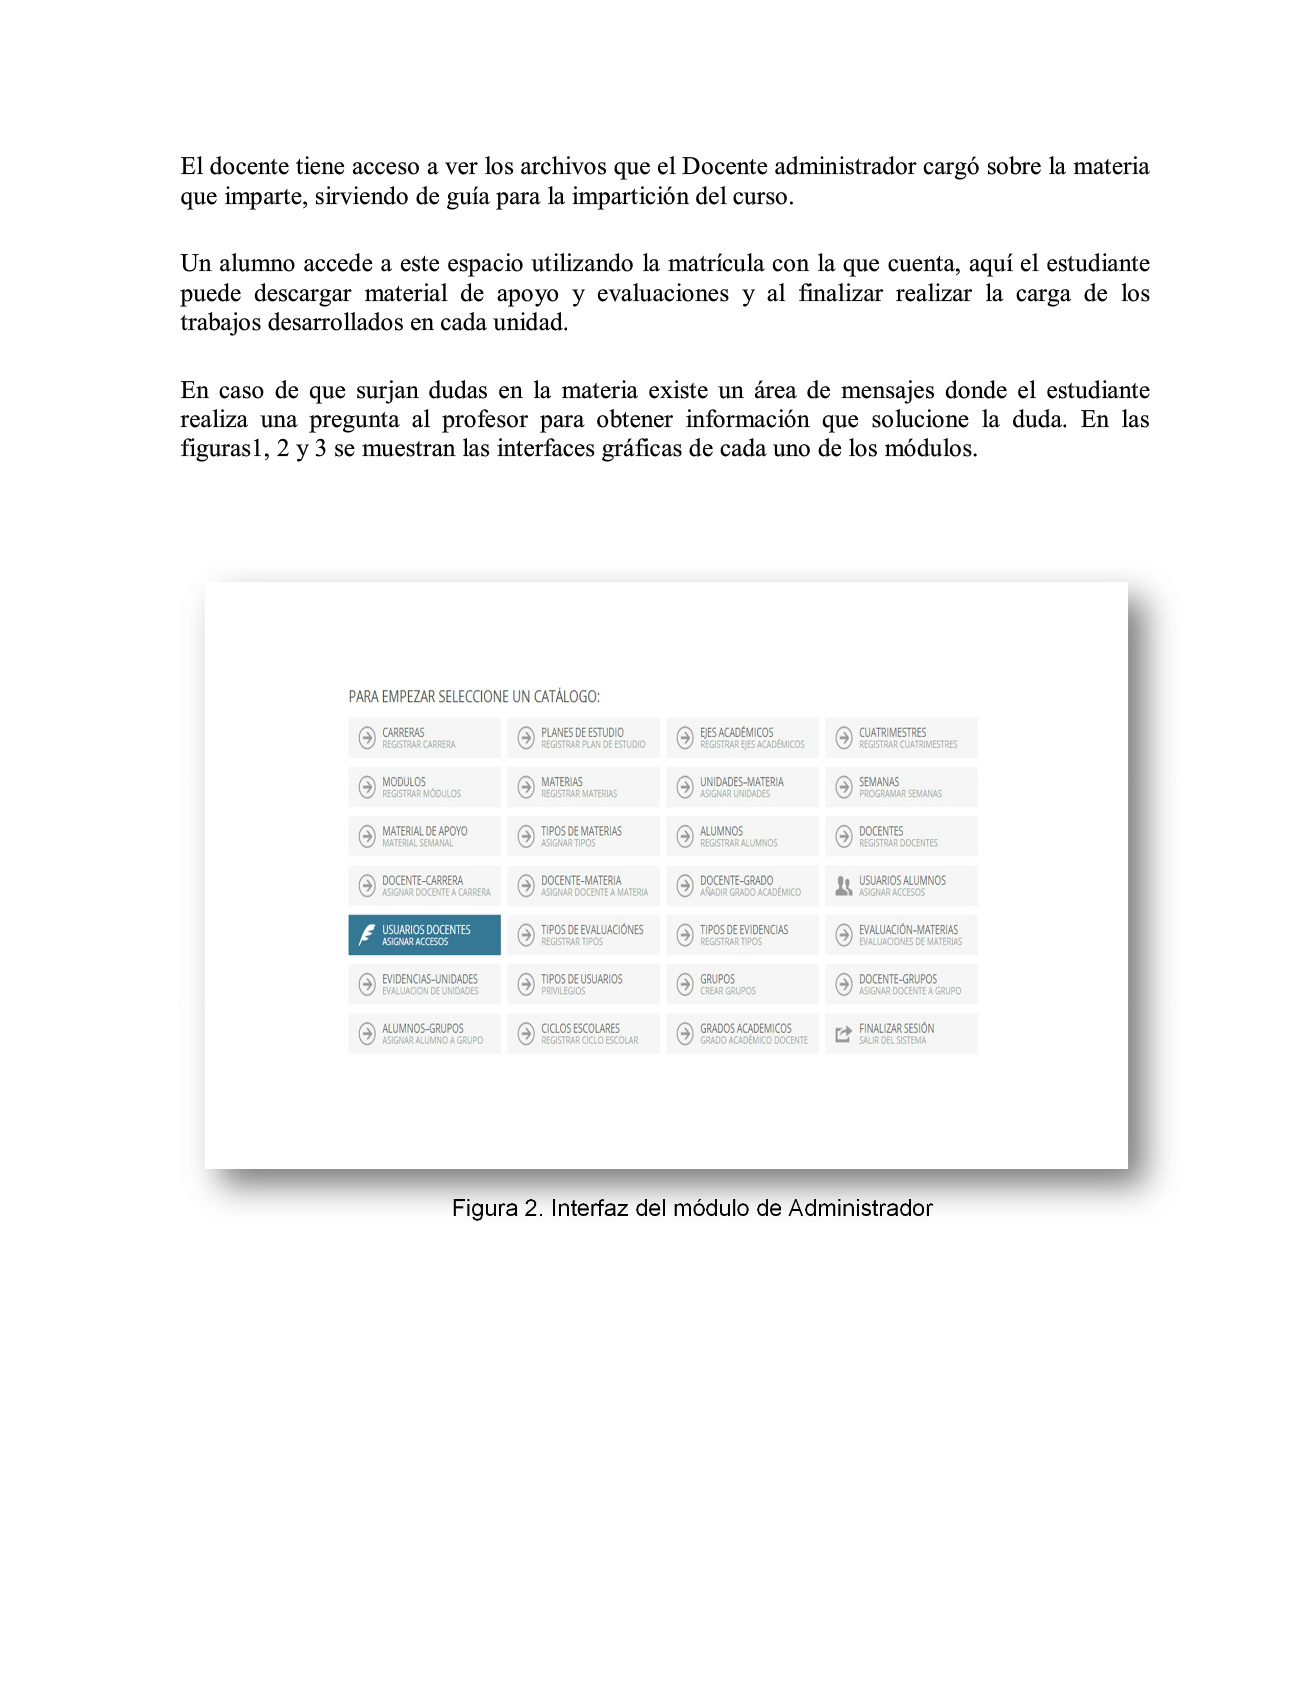 El docente tiene acceso a ver los archivos que el Docente administrador cargó sobre la materia
que imparte, sirviendo de guía para la impartición del curso.
Un alumno accede a este espacio utilizando la matrícula con la que cuenta, aquí el estudiante
puede descargar material de apoyo y evaluaciones y al finalizar realizar la carga de los
trabajos desarrollados en cada unidad.
En caso de que surjan dudas en la materia existe un área de mensajes donde el estudiante
realiza una pregunta al profesor para obtener información que solucione la duda. En las
figuras1, 2 y 3 se muestran las interfaces gráficas de cada uno de los módulos.
PARA EMPEZAR SELECCIONE UN CATÁLOGO:
CARRERAS
REGISTRAR CARRERA
PLANES DE ESTUDIO
REGISTRAR PLAN DE ESTUDIO
EJES ACADÉMICOS
REGISTRAR EJES ACADÉMICOS
CUATRIMESTRES
REGISTRAR CUATRIMESTRES
MODULOS
REGISTRAR MÓDULOS
MATERIAS
REGISTRAR MATERIAS
UNIDADES-MATERIA
ASIGNAR UNIDADES
SEMANAS
PROGRAMAR SEMANAS
MATERIAL DE APOYO
MATERIAL SEMANAL
TIPOS DE MATERIAS
ASIGNAR TIPOS
ALUMNOS
REGISTRAR ALUMNOS
DOCENTES
REGISTRAR DOCENTES
DOCENTE-CARRERA
ASIGNAR DOCENTE A CARRERA
DOCENTE-MATERIA
ASIGNAR DOCENTE A MATERIA
DOCENTE-GRADO
AÑADIR GRADO ACADÉMICO
USUARIOS ALUMNOS
ASIGNAR ACCESOS
USUARIOS DOCENTES
ASIGNAR ACCESOS
TIPOS DE EVALUACIÓNES
REGISTRAR TIPOS
TIPOS DE EVIDENCIAS
REGISTRAR TIPOS
EVALUACIÓN-MATERIAS
EVALUACIONES DE MATERIAS
EVIDENCIAS-UNIDADES
EVALUACION DE UNIDADES
TIPOS DE USUARIOS
PRIVILEGIOS
GRUPOS
CREAR GRUPOS
DOCENTE-GRUPOS
ASIGNAR DOCENTE A GRUPO
ALUMNOS-GRUPOS
ASIGNAR ALUMNO A GRUPO
CICLOS ESCOLARES
REGISTRAR CICLO ESCOLAR
GRADOS ACADEMICOS
GRADO ACADÉMICO DOCENTE
FINALIZAR SESIÓN
SALIR DEL SISTEMA
Figura 2. Interfaz del módulo de Administrador